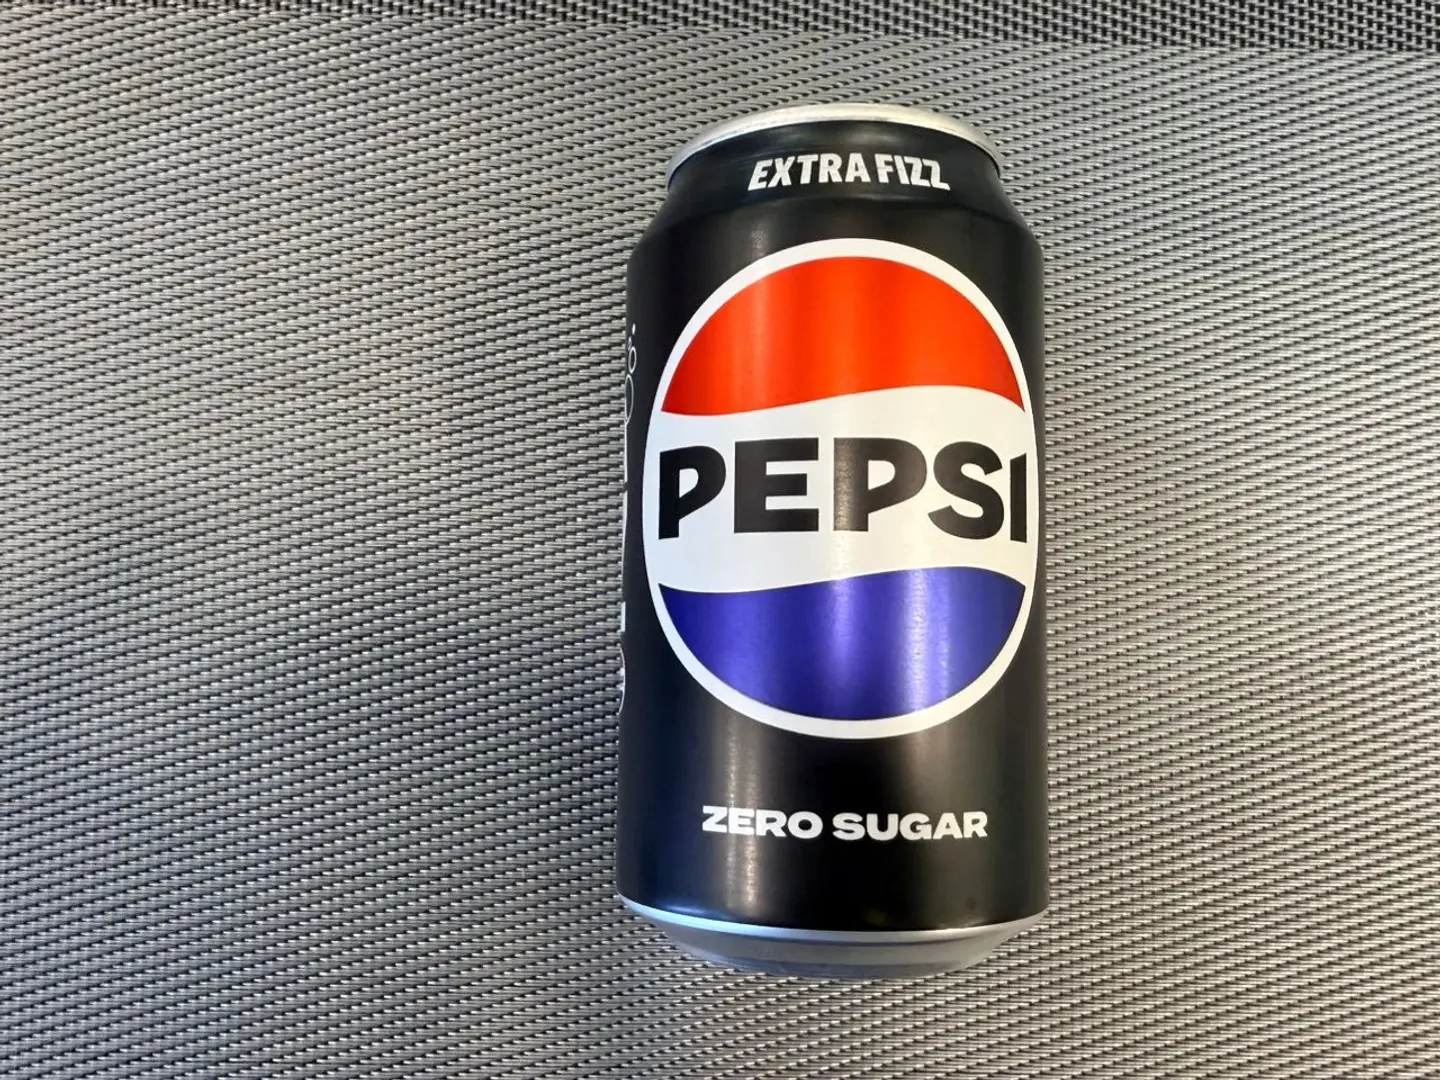 EXTRA FIZZ
PEPSI
ZERO SUGAR